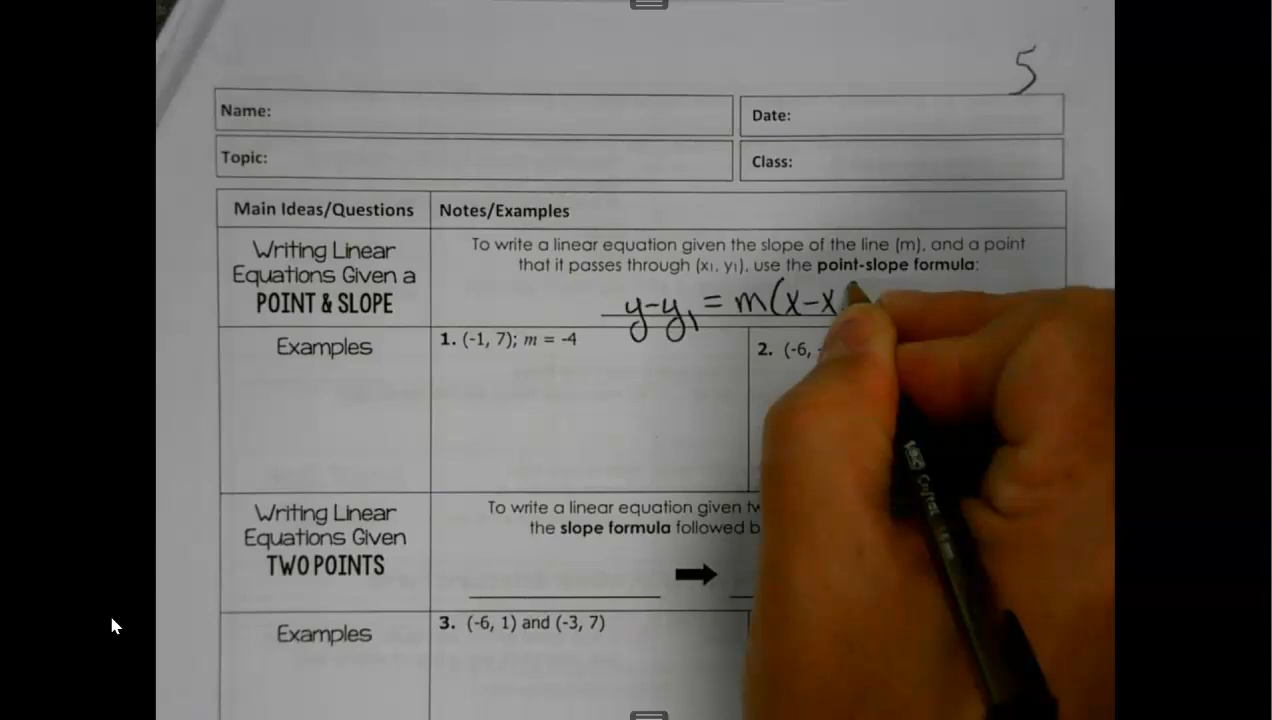 5
Name:
Date:
Topic:
Class:
Main Ideas/Questions
Notes/Examples
Writing Linear
Equations Given a
POINT & SLOPE
To write a linear equation given the slope of the line (m), and a point
that it passes through (x₁, y₁), use the point-slope formula:
y-y₁ = m(x-x
Examples
1. (-1, 7); m = -4
2. (-6, -
Writing Linear
Equations Given
TWO POINTS
To write a linear equation given
the slope formula followed
Examples
3. (-6, 1) and (-3, 7)